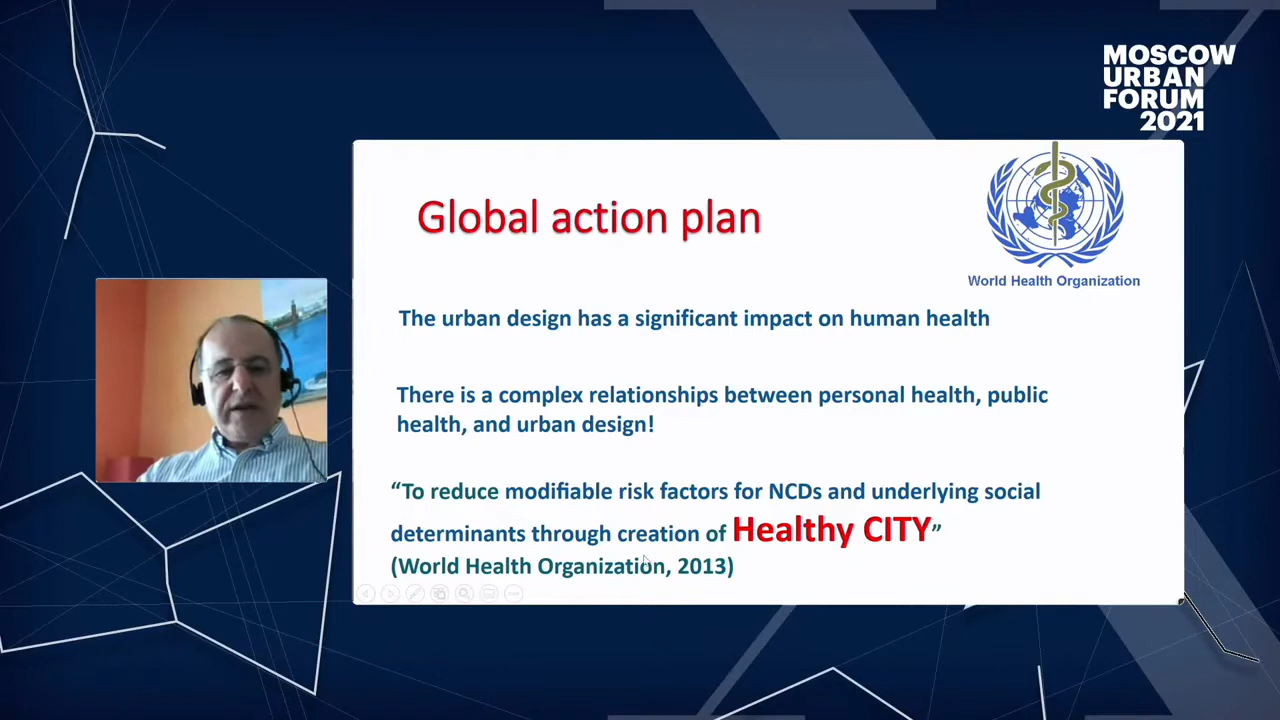 MOSCOW
URBAN
FORUM
2021
Global action plan
World Health Organization
The urban design has a significant impact on human health
There is a complex relationships between personal health, public
health, and urban design!
“To reduce modifiable risk factors for NCDs and underlying social
determinants through creation of Healthy CITY”
(World Health Organization, 2013)